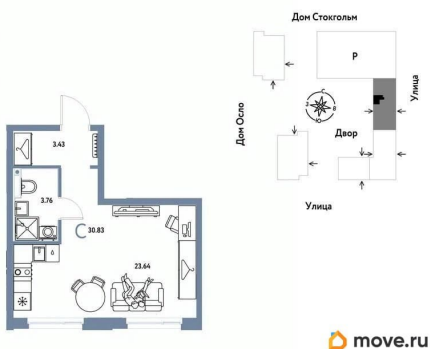 Дом Стокгольм
Р
Улица
Дом Осло
С
З
В
Ю
Двор
Улица
3.43
3.76
С 30.83
23.64
move.ru